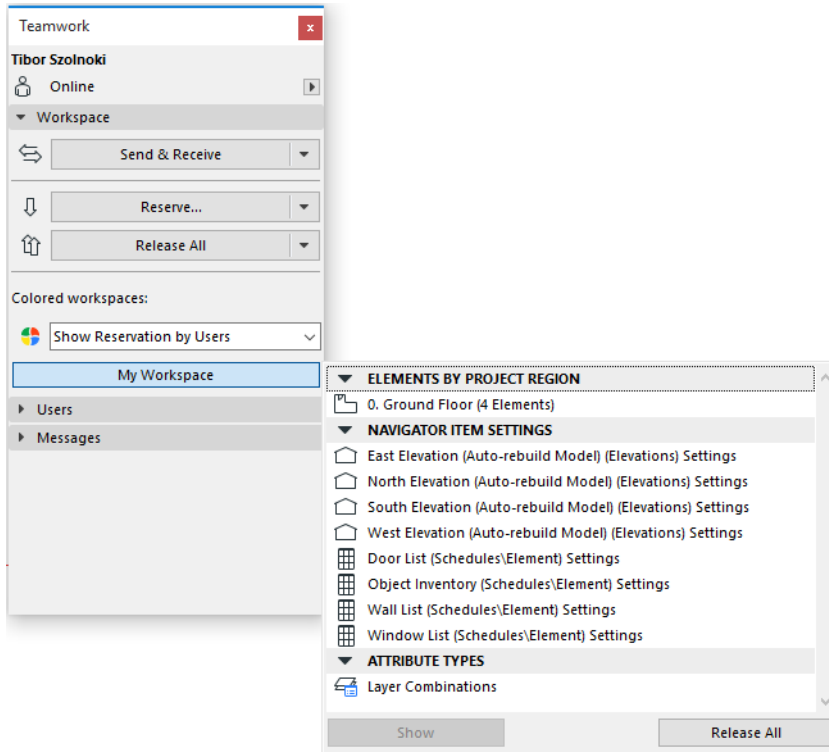 Teamwork
x
Tibor Szolnoki
Online
Workspace
Send & Receive
Reserve...
Release All
Colored workspaces:
Show Reservation by Users
My Workspace
Users
Messages
ELEMENTS BY PROJECT REGION
0. Ground Floor (4 Elements)
NAVIGATOR ITEM SETTINGS
East Elevation (Auto-rebuild Model) (Elevations) Settings
North Elevation (Auto-rebuild Model) (Elevations) Settings
South Elevation (Auto-rebuild Model) (Elevations) Settings
West Elevation (Auto-rebuild Model) (Elevations) Settings
Door List (Schedules\Element) Settings
Object Inventory (Schedules\Element) Settings
Wall List (Schedules\Element) Settings
Window List (Schedules\Element) Settings
ATTRIBUTE TYPES
Layer Combinations
Show
Release All